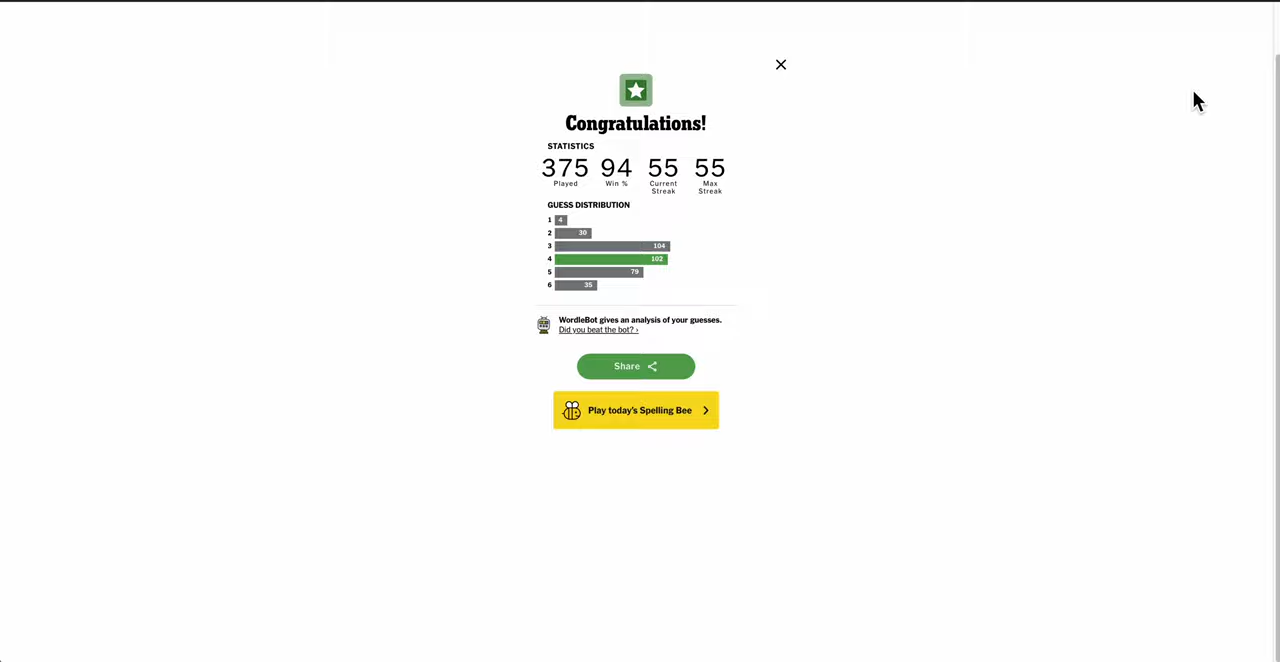 Congratulations!
STATISTICS
375 94 55 55
Played Win % Current Streak Max Streak
GUESS DISTRIBUTION
1 4
2 30
3 104
4 102
5 79
6 35
WordleBot gives an analysis of your guesses.
Did you beat the bot? ›
Share
Play today's Spelling Bee